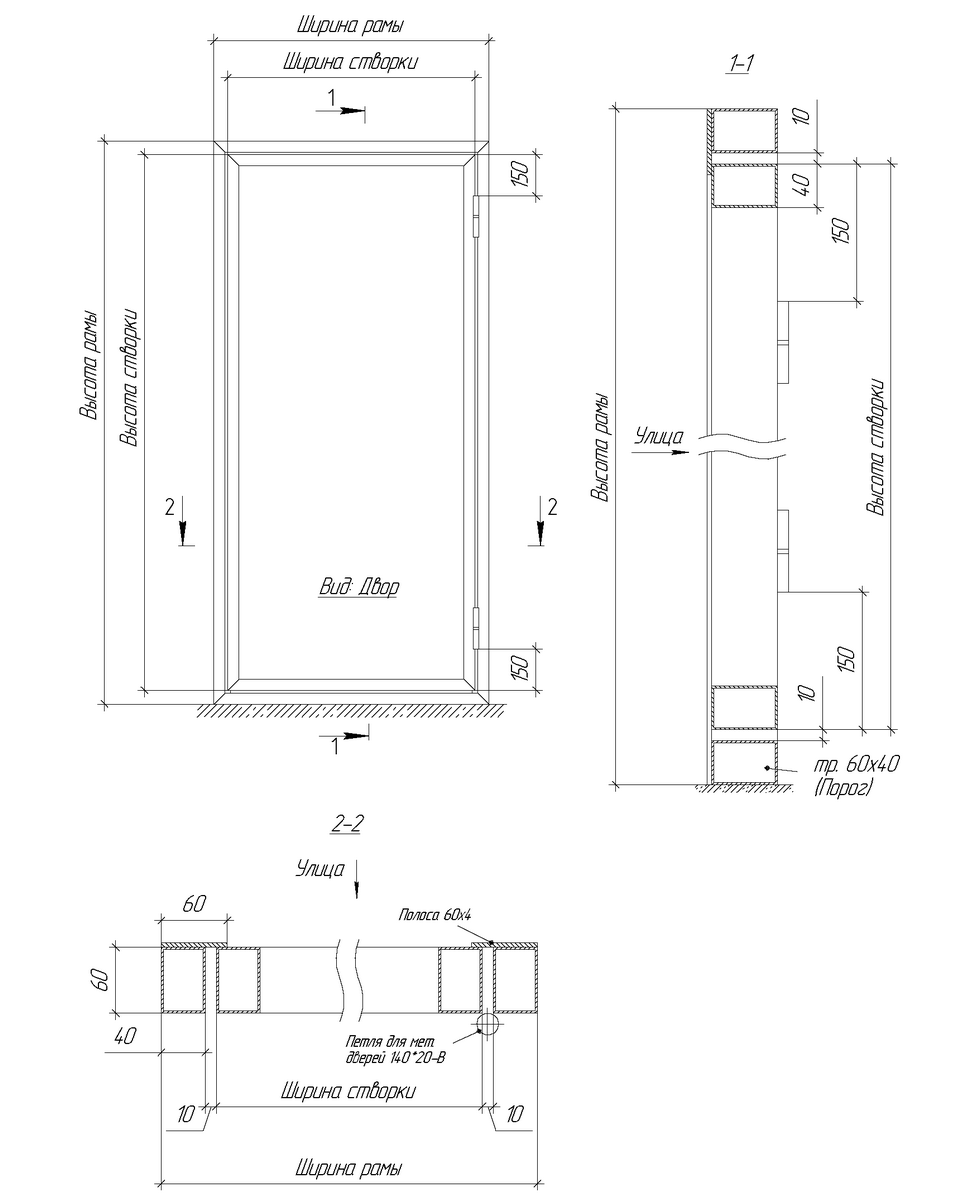 Ширина рамы
Ширина створки
1
150
Высота рамы
Высота створки
2
2
Вид: Двор
150
1
1-1
10
40
150
Высота рамы
Улица
Высота створки
150
10
тр. 60х40
(Порог)
2-2
Улица
60
Полоса 60х4
60
40
Петля для мет.
дверей 140*20-В
Ширина створки
10
10
Ширина рамы